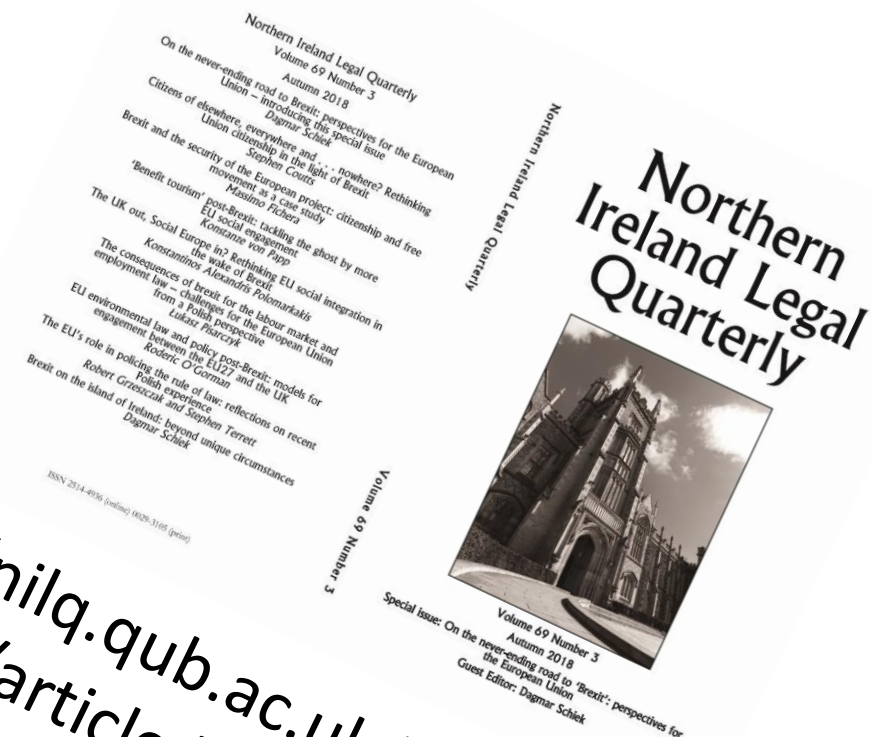 Northern Ireland Legal Quarterly
Volume 69 Number 3
Autumn 2018
On the never-ending road to Brexit: perspectives for the European
Union – introducing this special issue
Dagmar Schiek
Citizens of elsewhere, everywhere and . . . nowhere? Rethinking
Union citizenship in the light of Brexit
Stephen Coutts
Brexit and the security of the European project: citizenship and free
movement as a case study
Massimo Fichera
‘Benefit tourism’ post-Brexit: tackling the ghost by more
EU social engagement
Konstanze von Papp
The UK out, Social Europe in? Rethinking EU social integration in
the wake of Brexit
Konstantinos Alexandris Polomarkakis
The consequences of brexit for the labour market and
employment law – challenges for the European Union
from a Polish perspective
Łukasz Pisarczyk
EU environmental law and policy post-Brexit: models for
engagement between the EU27 and the UK
Roderic O’Gorman
The EU’s role in policing the rule of law: reflections on recent
Polish experience
Robert Grzeszczak and Stephen Terrett
Brexit on the island of Ireland: beyond unique circumstances
Dagmar Schiek
ISSN 2514-4936 (online) 0029-3105 (print)
Northern Ireland Legal Quarterly
Volume 69 Number 3
Northern
Ireland Legal
Quarterly
Volume 69 Number 3
Autumn 2018
Special Issue: On the never-ending road to ‘Brexit’: perspectives for
the European Union
Guest Editor: Dagmar Schiek
nilq.qub.ac.uk
/article